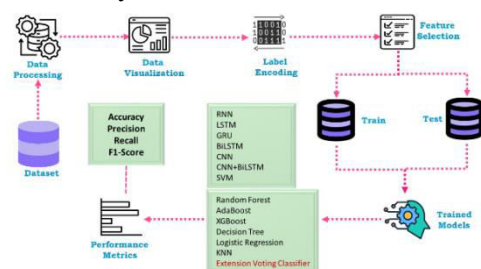 Data
Processing
Data
Visualization
Label
Encoding
Feature
Selection
Dataset
Accuracy
Precision
Recall
F1-Score
RNN
LSTM
GRU
BiLSTM
CNN
CNN+BiLSTM
SVM
Train
Test
Performance
Metrics
Random Forest
AdaBoost
XGBoost
Decision Tree
Logistic Regression
KNN
Extension Voting Classifier
Trained
Models